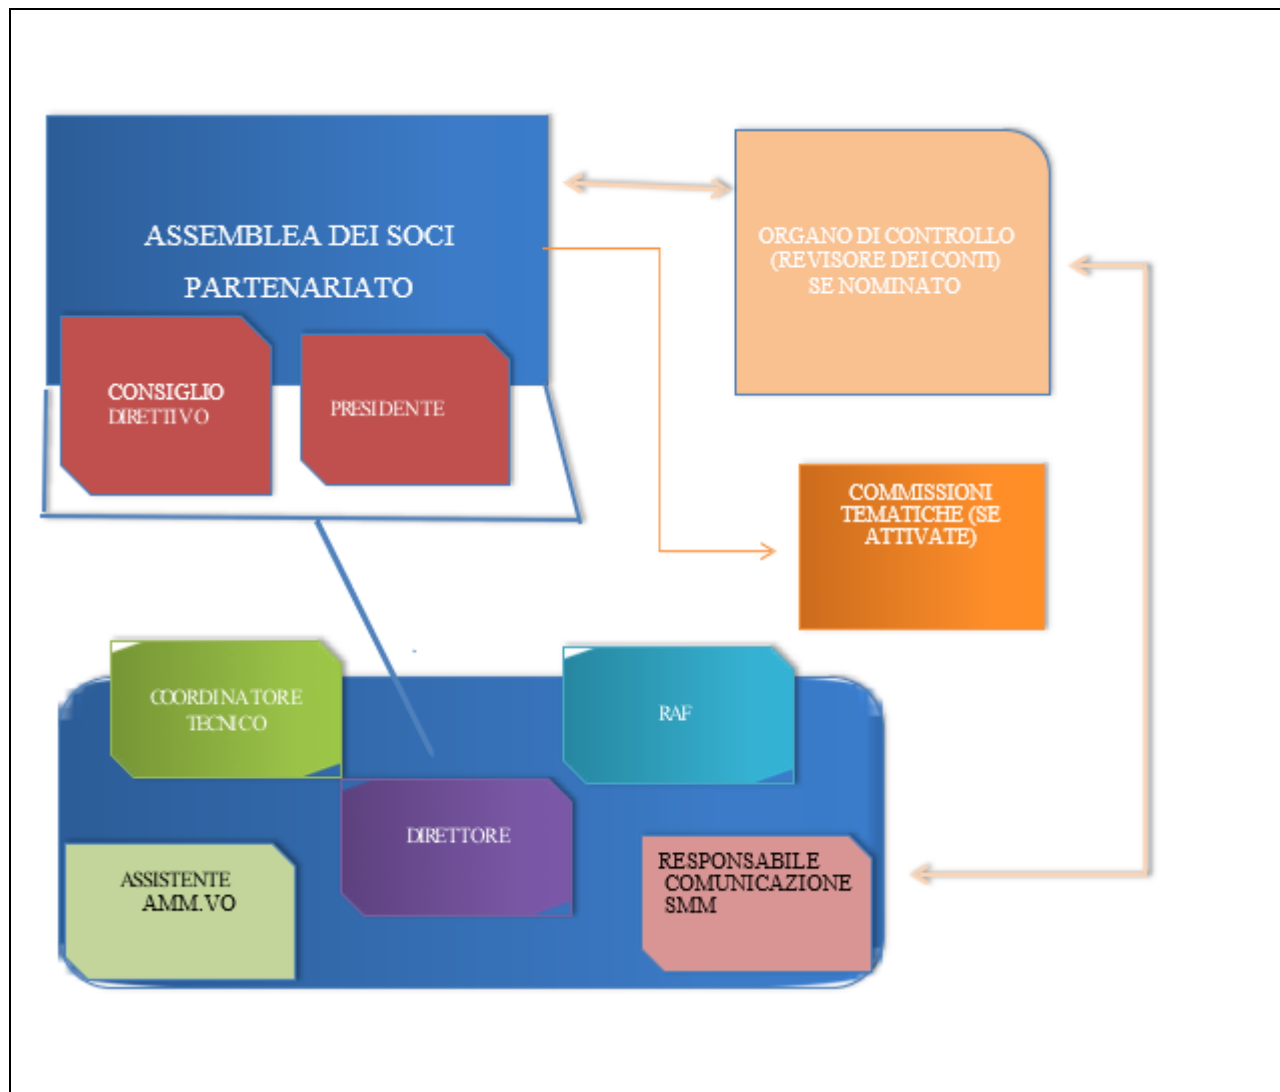 ASSEMBLEA DEI SOCI
PARTENARIATO
CONSIGLIO
DIRETTIVO
PRESIDENTE
ORGANO DI CONTROLLO
(REVISORE DEI CONTI)
SE NOMINATO
COMMISSIONI
TEMATICHE (SE
ATTIVATE)
COORDINATORE
TECNICO
RAF
DIRETTORE
ASSISTENTE
AMM.VO
RESPONSABILE
COMUNICAZIONE
SMM